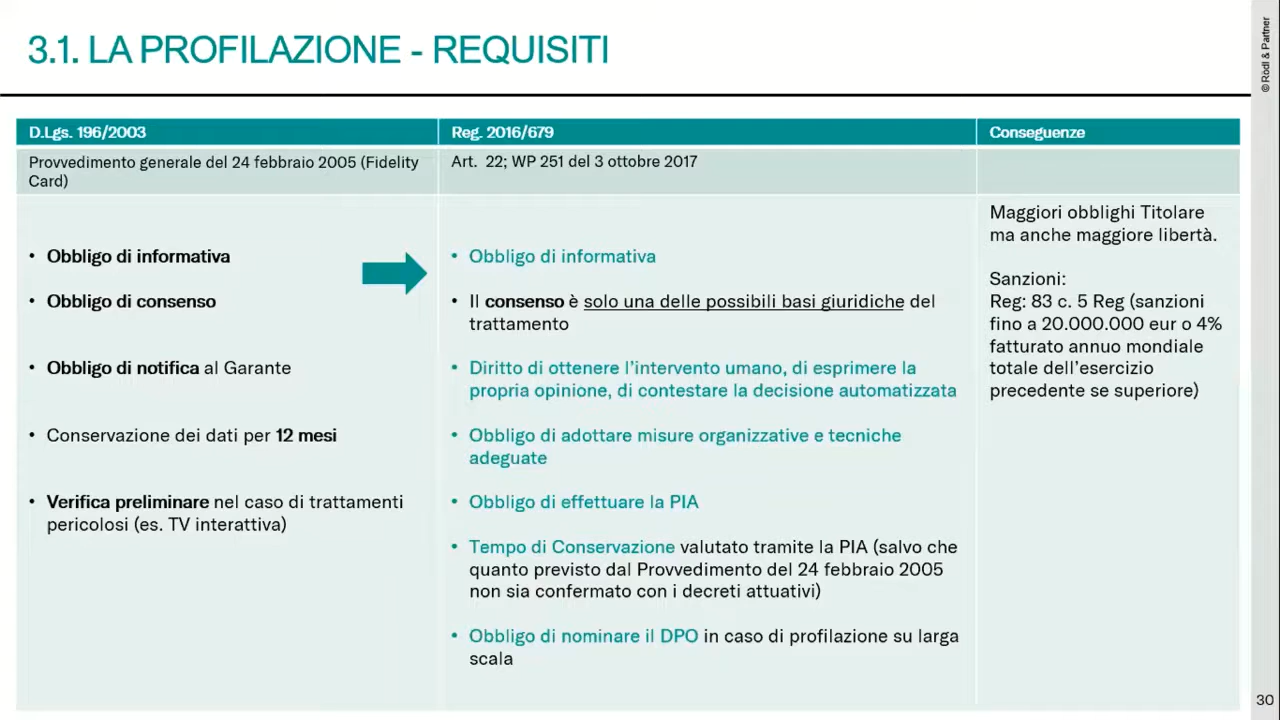 3.1. LA PROFILAZIONE - REQUISITI
© Rödl & Partner
D.Lgs. 196/2003
Reg. 2016/679
Conseguenze
Provvedimento generale del 24 febbraio 2005 (Fidelity
Card)
Art. 22; WP 251 del 3 ottobre 2017
• Obbligo di informativa
• Obbligo di consenso
• Obbligo di notifica al Garante
• Conservazione dei dati per 12 mesi
• Verifica preliminare nel caso di trattamenti
pericolosi (es. TV interattiva)
• Obbligo di informativa
• Il consenso è solo una delle possibili basi giuridiche del
trattamento
• Diritto di ottenere l'intervento umano, di esprimere la
propria opinione, di contestare la decisione automatizzata
• Obbligo di adottare misure organizzative e tecniche
adeguate
• Obbligo di effettuare la PIA
• Tempo di Conservazione valutato tramite la PIA (salvo che
quanto previsto dal Provvedimento del 24 febbraio 2005
non sia confermato con i decreti attuativi)
• Obbligo di nominare il DPO in caso di profilazione su larga
scala
Maggiori obblighi Titolare
ma anche maggiore libertà.
Sanzioni:
Reg: 83 c. 5 Reg (sanzioni
fino a 20.000.000 eur o 4%
fatturato annuo mondiale
totale dell'esercizio
precedente se superiore)
30